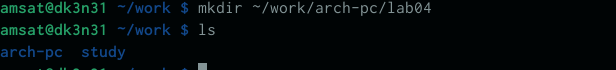 amsat@dk3n31 ~/work $ mkdir ~/work/arch-pc/lab04
amsat@dk3n31 ~/work $ ls
arch-pc  study
amsat@dk3n31 ~/work $